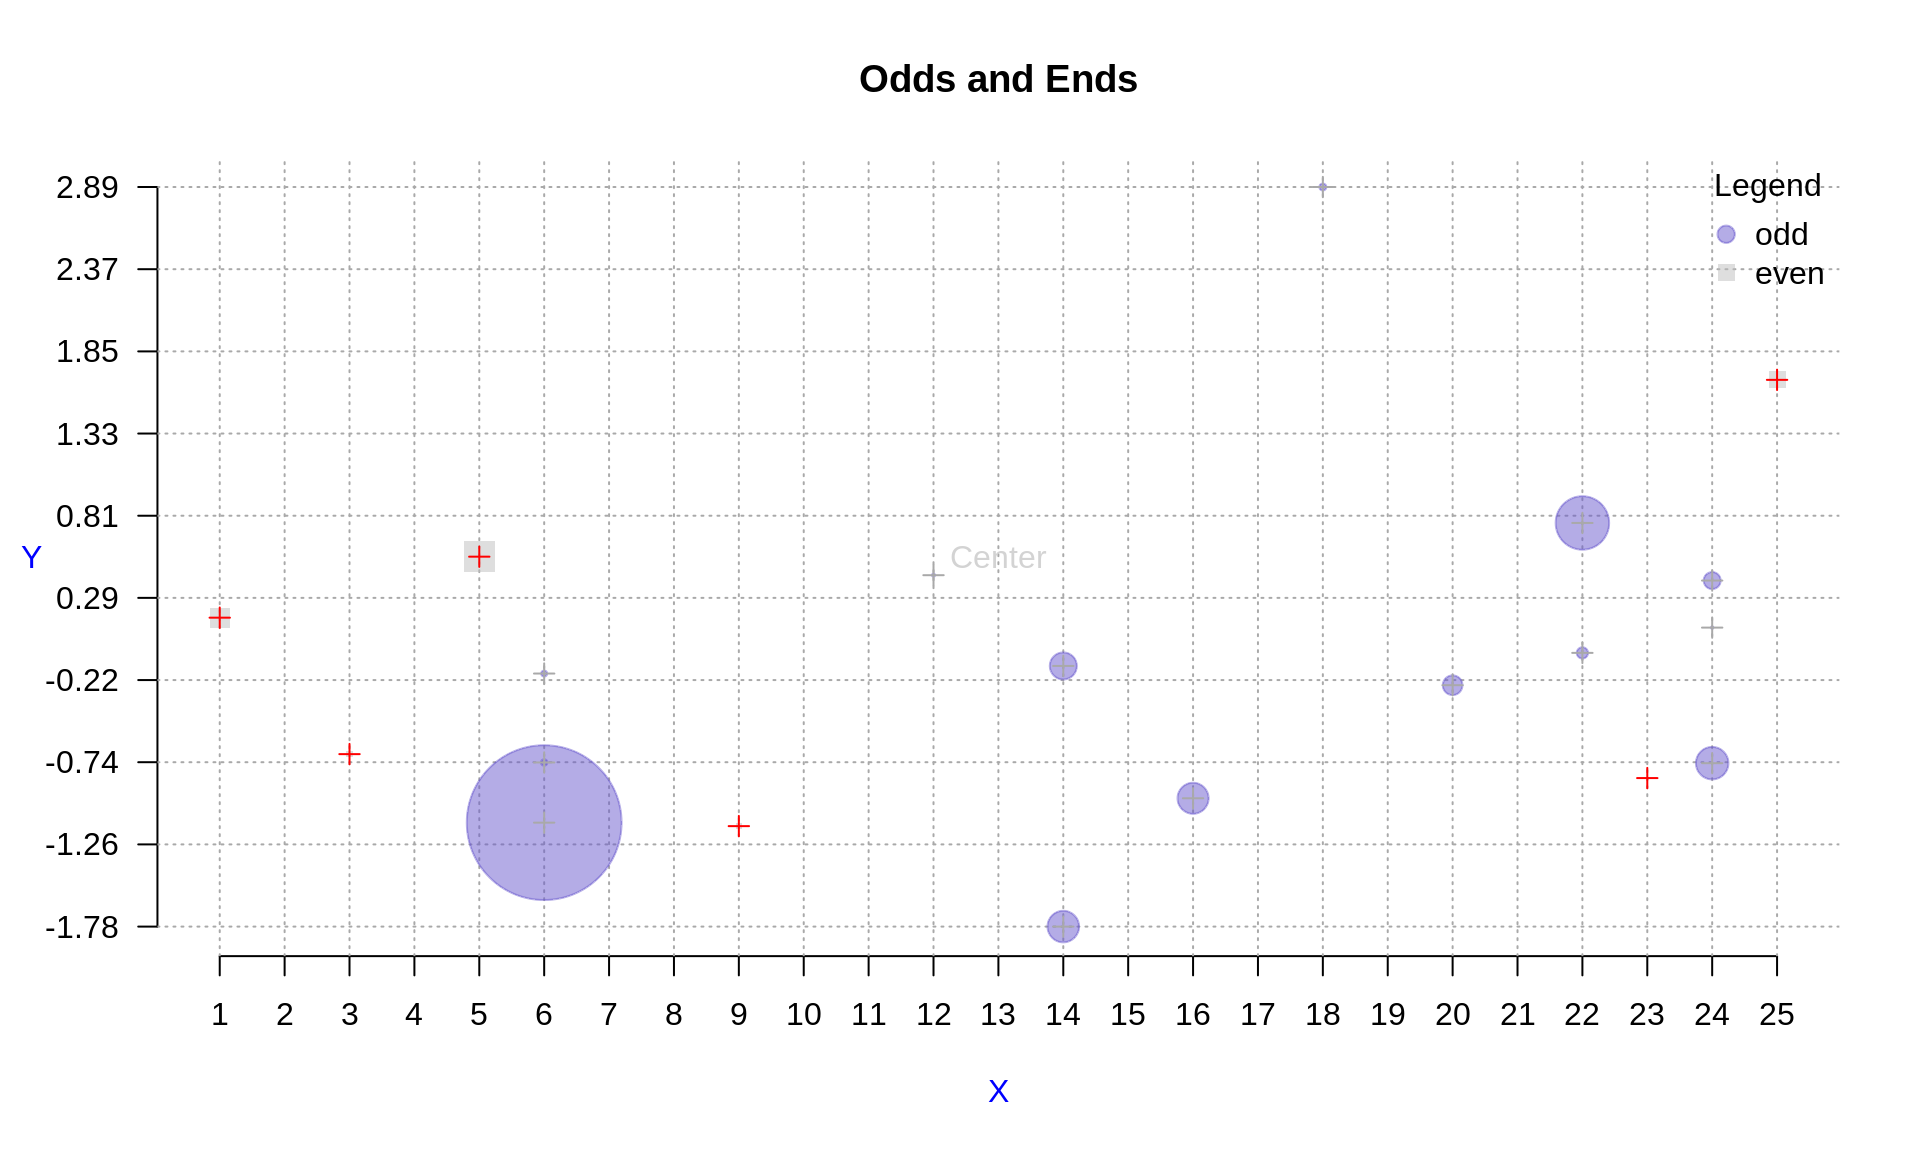 Odds and Ends
Legend
odd
even
2.89
2.37
1.85
1.33
0.81
0.29
-0.22
-0.74
-1.26
-1.78
Y
Center
1 2 3 4 5 6 7 8 9 10 11 12 13 14 15 16 17 18 19 20 21 22 23 24 25
X